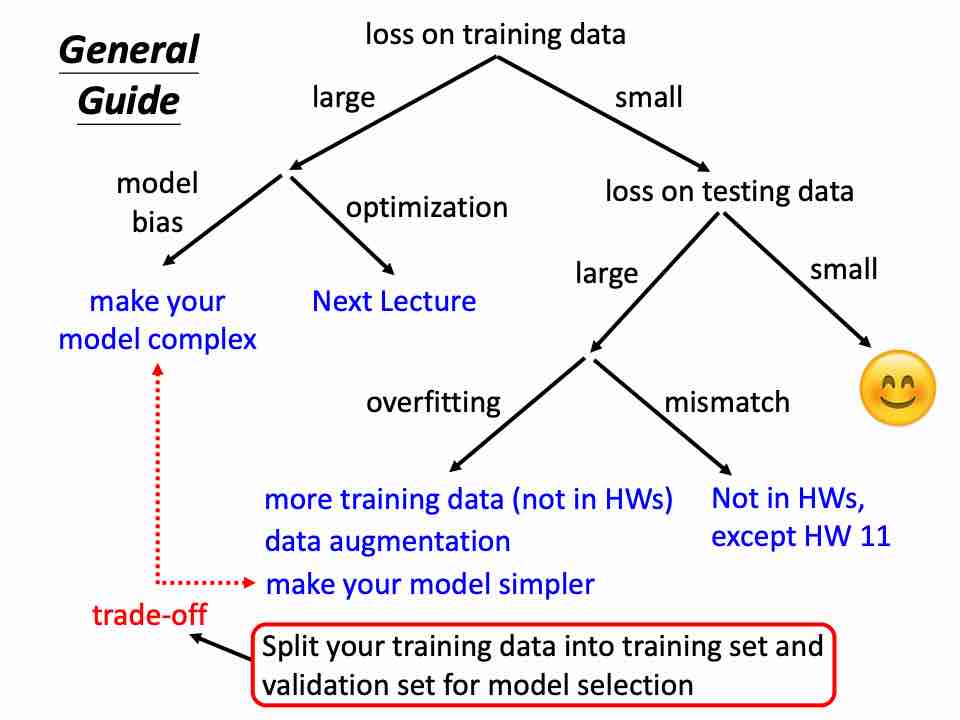 General
Guide
loss on training data
large
small
model
bias
optimization
loss on testing data
make your
model complex
Next Lecture
large
small
overfitting
mismatch
more training data (not in HWs)
data augmentation
make your model simpler
Not in HWs,
except HW 11
trade-off
Split your training data into training set and
validation set for model selection